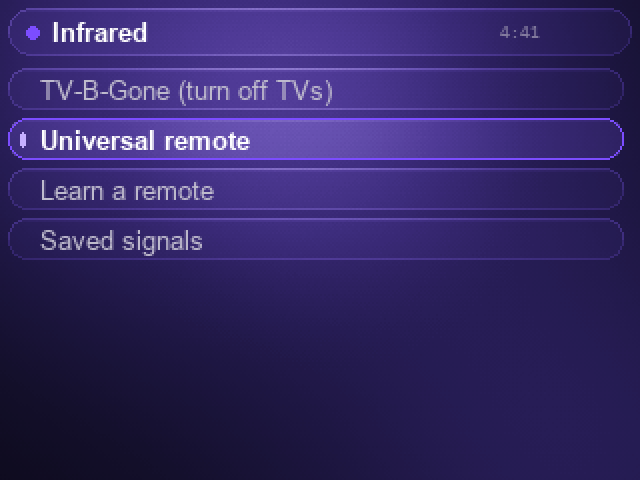 Infrared
4:41
TV-B-Gone (turn off TVs)
Universal remote
Learn a remote
Saved signals